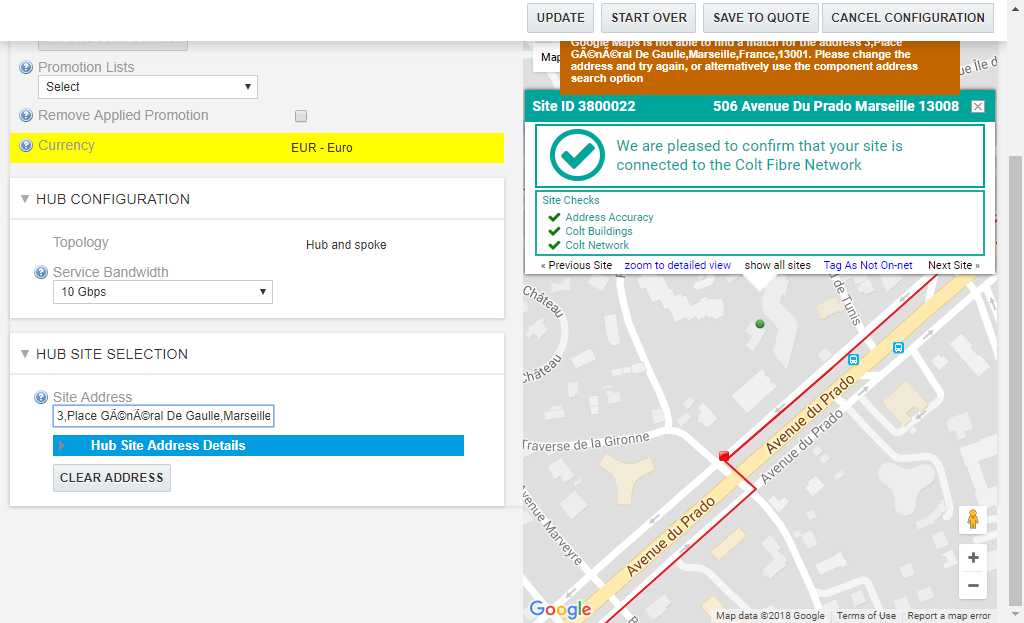 UPDATE
START OVER
SAVE TO QUOTE
CANCEL CONFIGURATION
Promotion Lists
Select
Remove Applied Promotion
Currency
EUR - Euro
HUB CONFIGURATION
Topology
Hub and spoke
Service Bandwidth
10 Gbps
HUB SITE SELECTION
Site Address
3,Place GÃ©nÃ©ral De Gaulle,Marseille
Hub Site Address Details
CLEAR ADDRESS
Map
Google Maps is not able to find a match for the address 3,Place
GÃ©nÃ©ral De Gaulle,Marseille,France,13001. Please change the
address and try again, or alternatively use the component address
search option
Site ID 3800022
506 Avenue Du Prado Marseille 13008
We are pleased to confirm that your site is
connected to the Colt Fibre Network
Site Checks
Address Accuracy
Colt Buildings
Colt Network
« Previous Site
zoom to detailed view
show all sites
Tag As Not On-net
Next Site »
Château
Château
de Tunis
Avenue du Prado
Avenue du Prado
Traverse de la Gironne
Avenue Marveyre
Avenue du Prado
Google
Map data ©2018 Google
Terms of Use
Report a map error